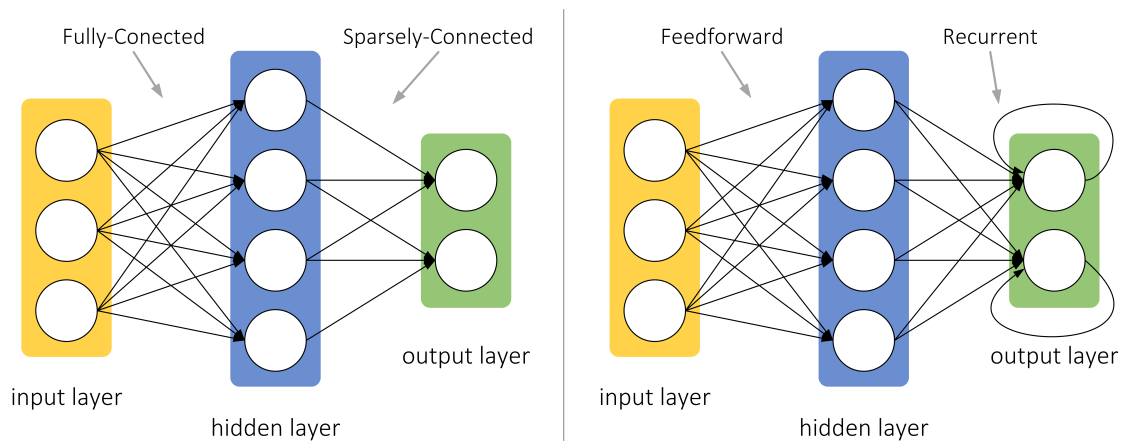 Fully-Conected
Sparsely-Connected
input layer
hidden layer
output layer
Feedforward
Recurrent
input layer
hidden layer
output layer